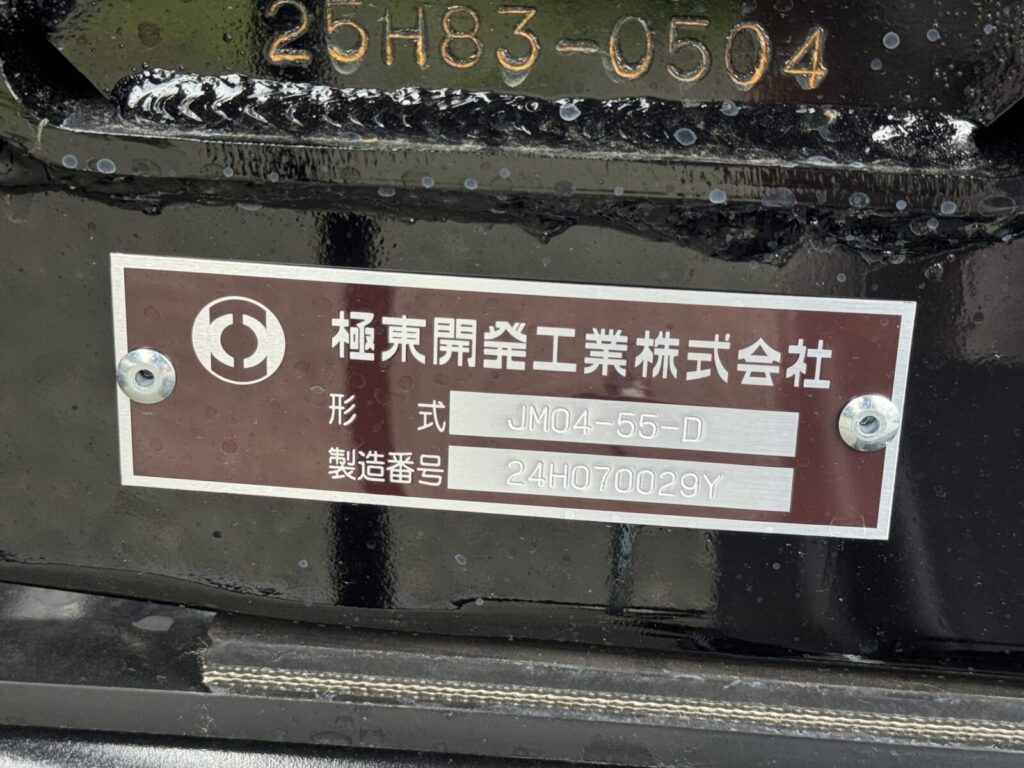 25H83-0504
極東開発工業株式会社
形 式 JM04-55-D
製造番号 24H070029Y